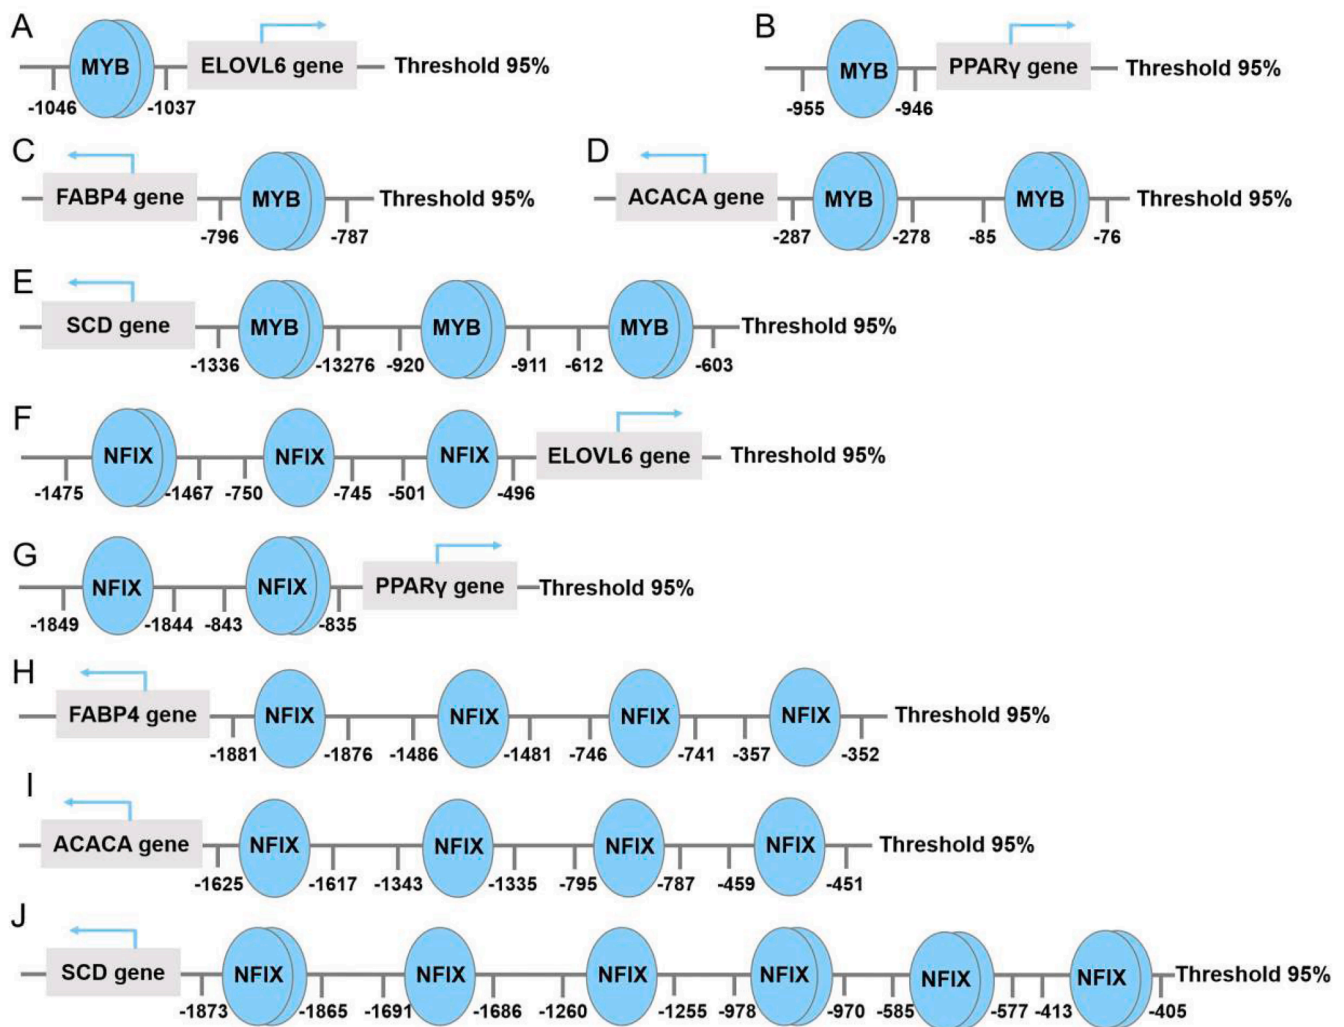 A
MYB
ELOVL6 gene
Threshold 95%
-1046
-1037
B
MYB
PPARγ gene
Threshold 95%
-955
-946
C
FABP4 gene
MYB
Threshold 95%
-796
-787
D
ACACA gene
MYB
MYB
Threshold 95%
-287
-278
-85
-76
E
SCD gene
MYB
MYB
MYB
Threshold 95%
-1336
-13276
-920
-911
-612
-603
F
NFIX
NFIX
NFIX
ELOVL6 gene
Threshold 95%
-1475
-1467
-750
-745
-501
-496
G
NFIX
NFIX
PPARγ gene
Threshold 95%
-1849
-1844
-843
-835
H
FABP4 gene
NFIX
NFIX
NFIX
NFIX
Threshold 95%
-1881
-1876
-1486
-1481
-746
-741
-357
-352
I
ACACA gene
NFIX
NFIX
NFIX
NFIX
Threshold 95%
-1625
-1617
-1343
-1335
-795
-787
-459
-451
J
SCD gene
NFIX
NFIX
NFIX
NFIX
NFIX
NFIX
Threshold 95%
-1873
-1865
-1691
-1686
-1260
-1255
-978
-970
-585
-577
-413
-405